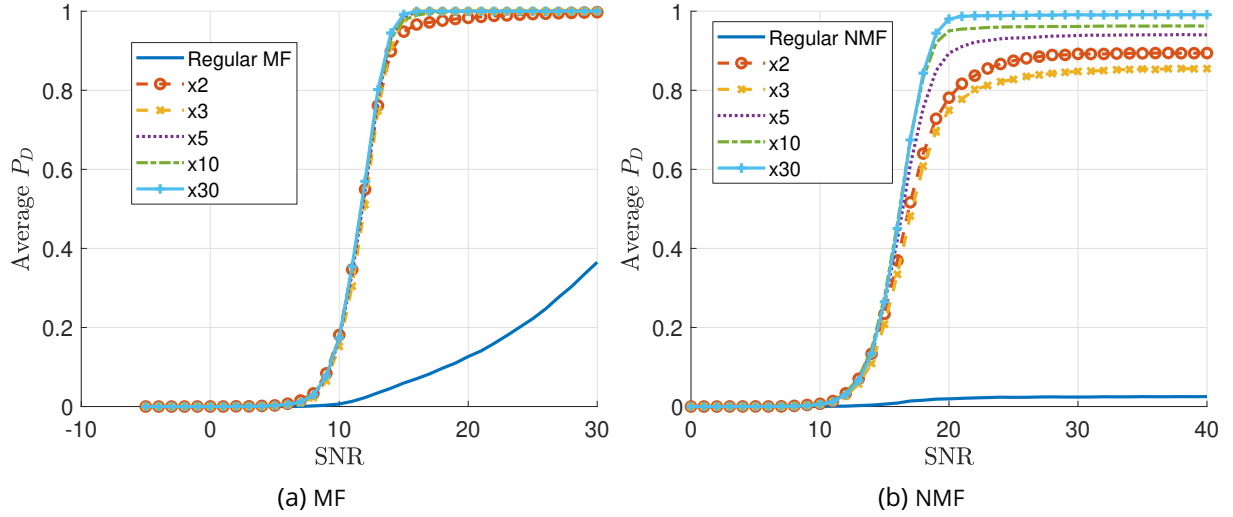 1
0.8
0.6
0.4
0.2
0
-10
0
10
20
30
Average P_D
SNR
Regular MF
x2
x3
x5
x10
x30
(a) MF
1
0.8
0.6
0.4
0.2
0
0
10
20
30
40
Average P_D
SNR
Regular NMF
x2
x3
x5
x10
x30
(b) NMF